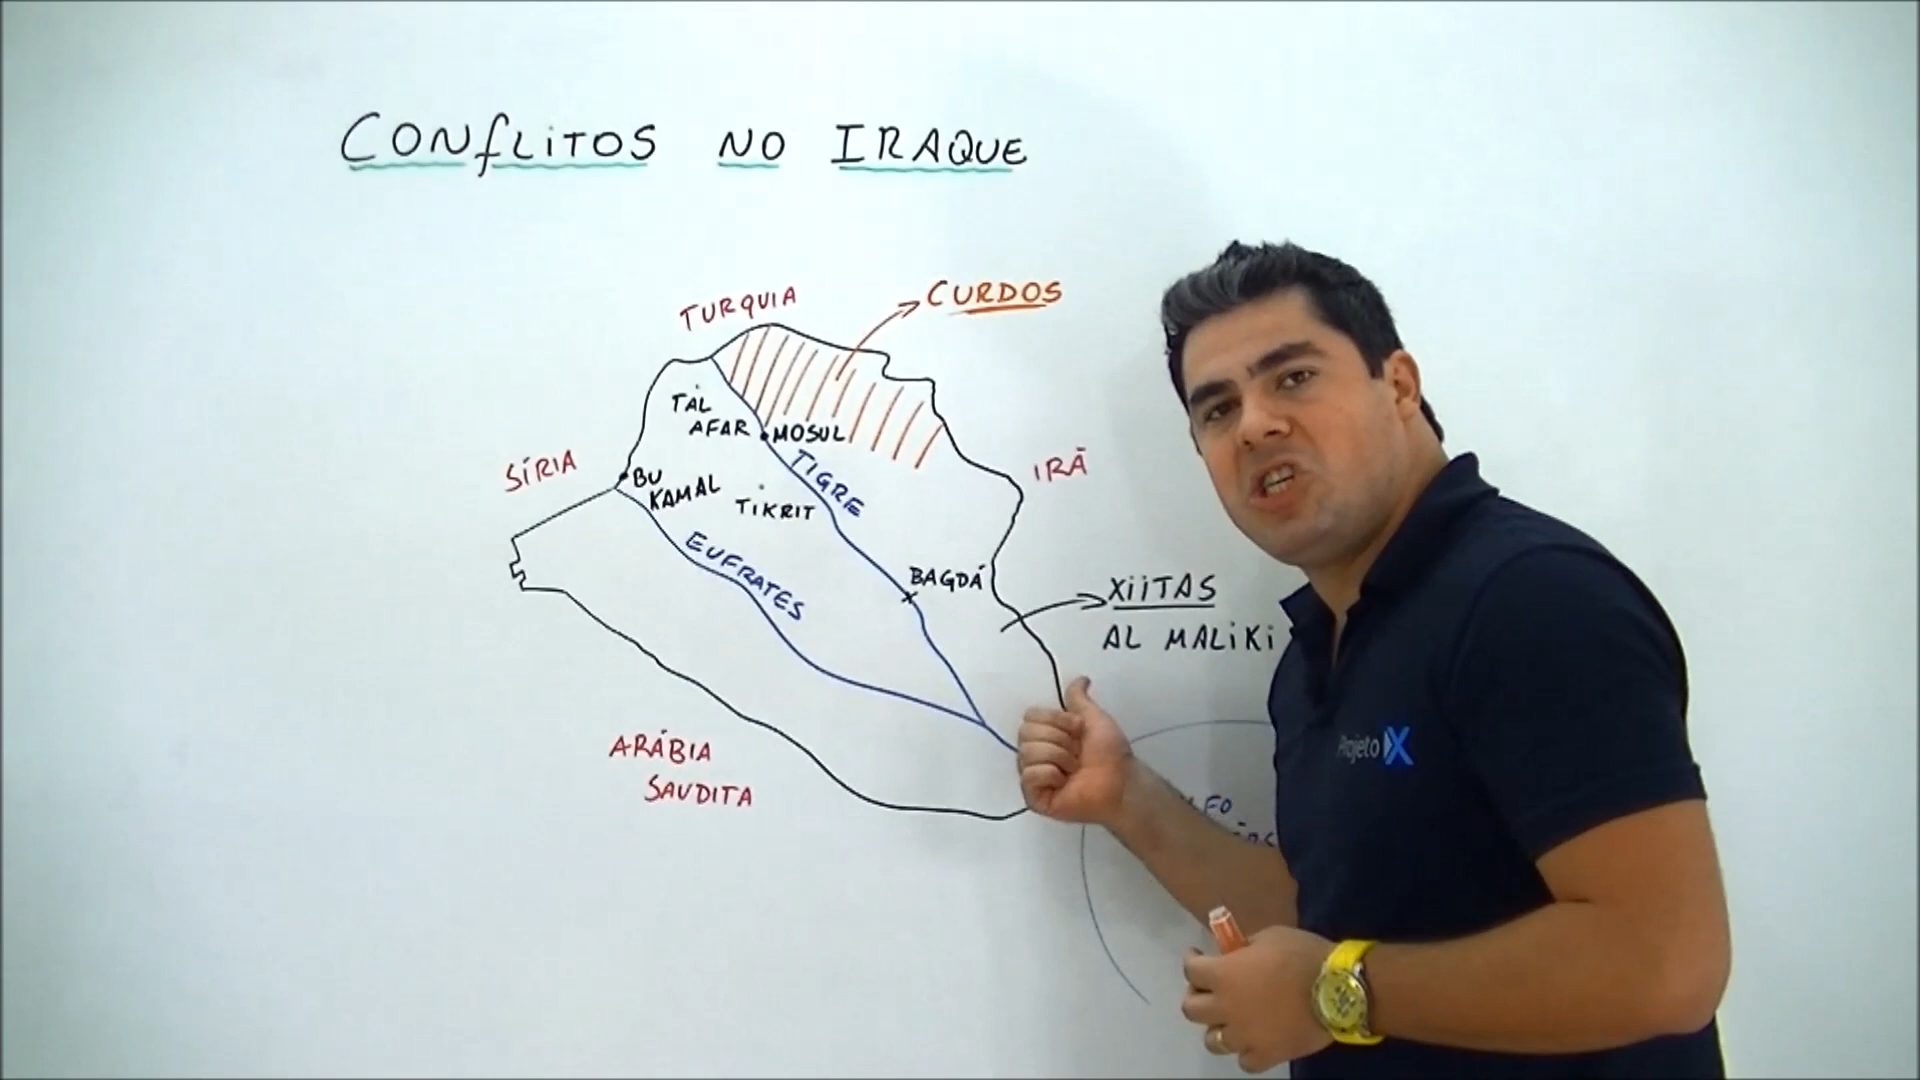 CONFLITOS NO IRAQUE
TURQUIA
CURDOS
TAL
AFAR
MOSUL
SÍRIA
BU
KAMAL
TIGRE
TIKRIT
IRÃ
EUFRATES
BAGDÁ
XIITAS
AL MALIKI
ARÁBIA
SAUDITA
Projeto X